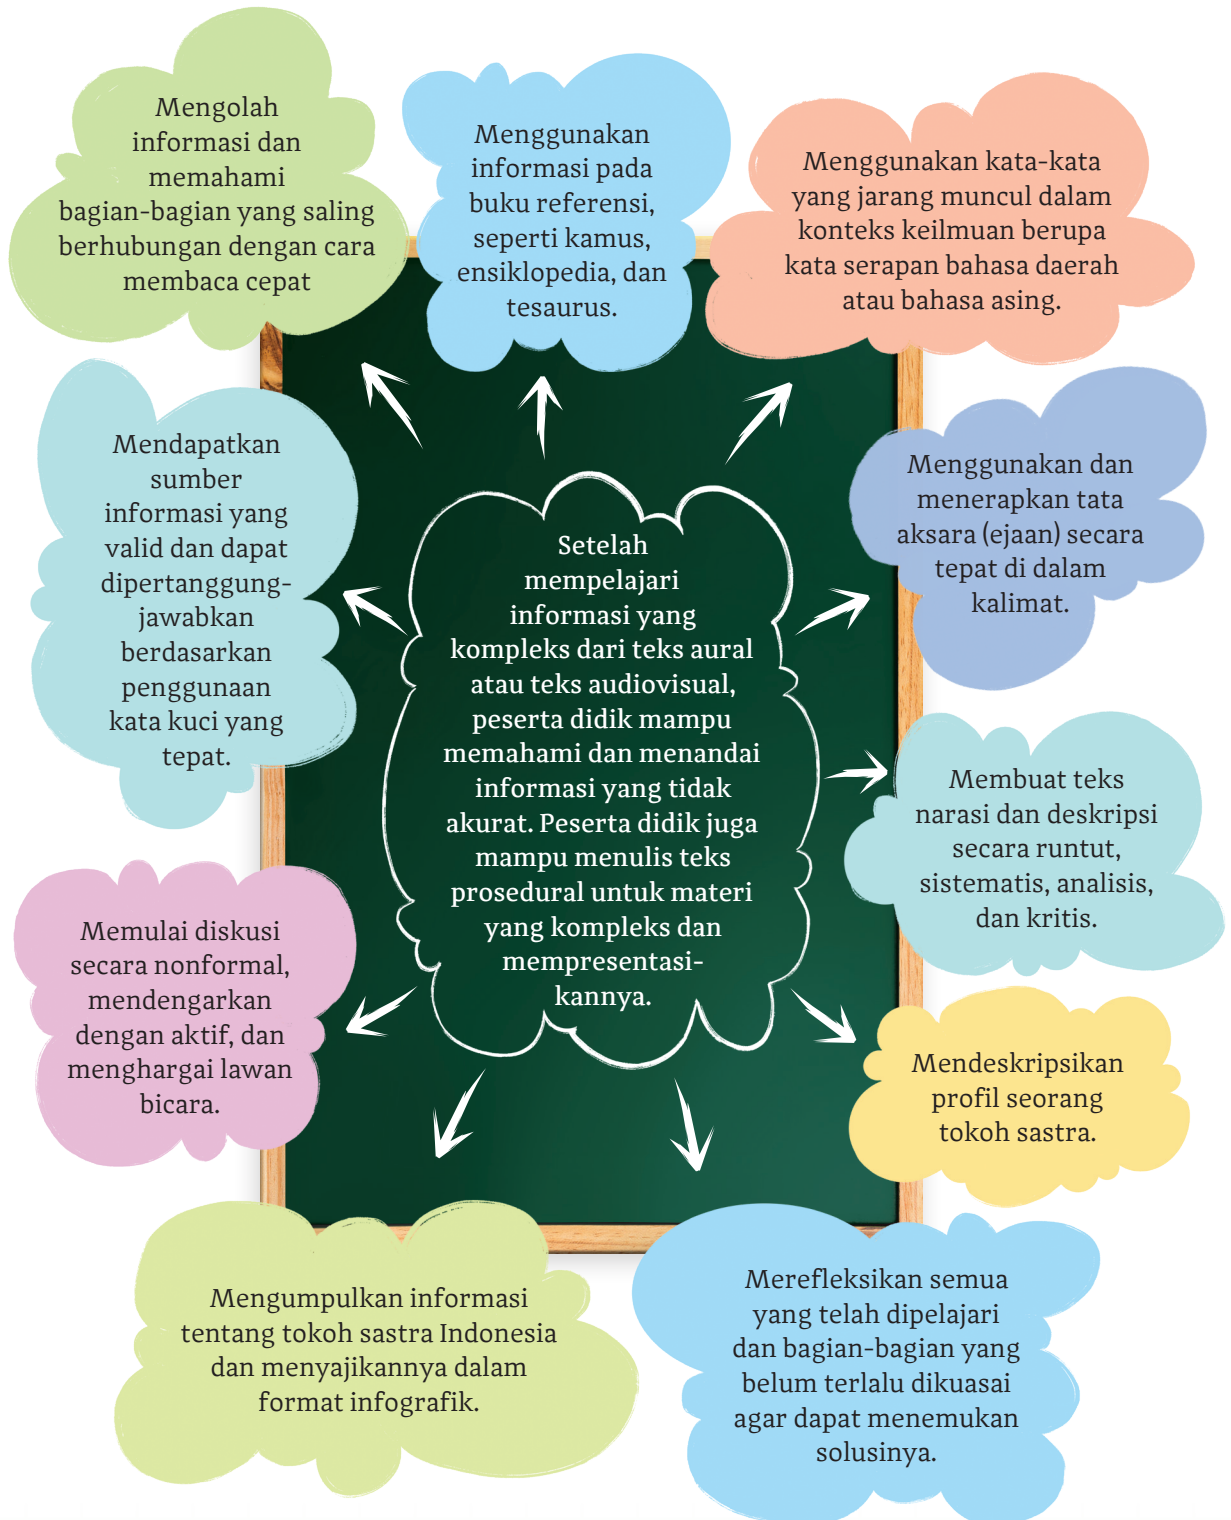 Mengolah
informasi dan
memahami
bagian-bagian yang saling
berhubungan dengan cara
membaca cepat
Menggunakan
informasi pada
buku referensi,
seperti kamus,
ensiklopedia, dan
tesaurus.
Menggunakan kata-kata
yang jarang muncul dalam
konteks keilmuan berupa
kata serapan bahasa daerah
atau bahasa asing.
Mendapatkan
sumber
informasi yang
valid dan dapat
dipertanggung-
jawabkan
berdasarkan
penggunaan
kata kuci yang
tepat.
Setelah
mempelajari
informasi yang
kompleks dari teks aural
atau teks audiovisual,
peserta didik mampu
memahami dan menandai
informasi yang tidak
akurat. Peserta didik juga
mampu menulis teks
prosedural untuk materi
yang kompleks dan
mempresentasi-
kannya.
Menggunakan dan
menerapkan tata
aksara (ejaan) secara
tepat di dalam
kalimat.
Membuat teks
narasi dan deskripsi
secara runtut,
sistematis, analisis,
dan kritis.
Memulai diskusi
secara nonformal,
mendengarkan
dengan aktif, dan
menghargai lawan
bicara.
Mendeskripsikan
profil seorang
tokoh sastra.
Mengumpulkan informasi
tentang tokoh sastra Indonesia
dan menyajikannya dalam
format infografik.
Merefleksikan semua
yang telah dipelajari
dan bagian-bagian yang
belum terlalu dikuasai
agar dapat menemukan
solusinya.